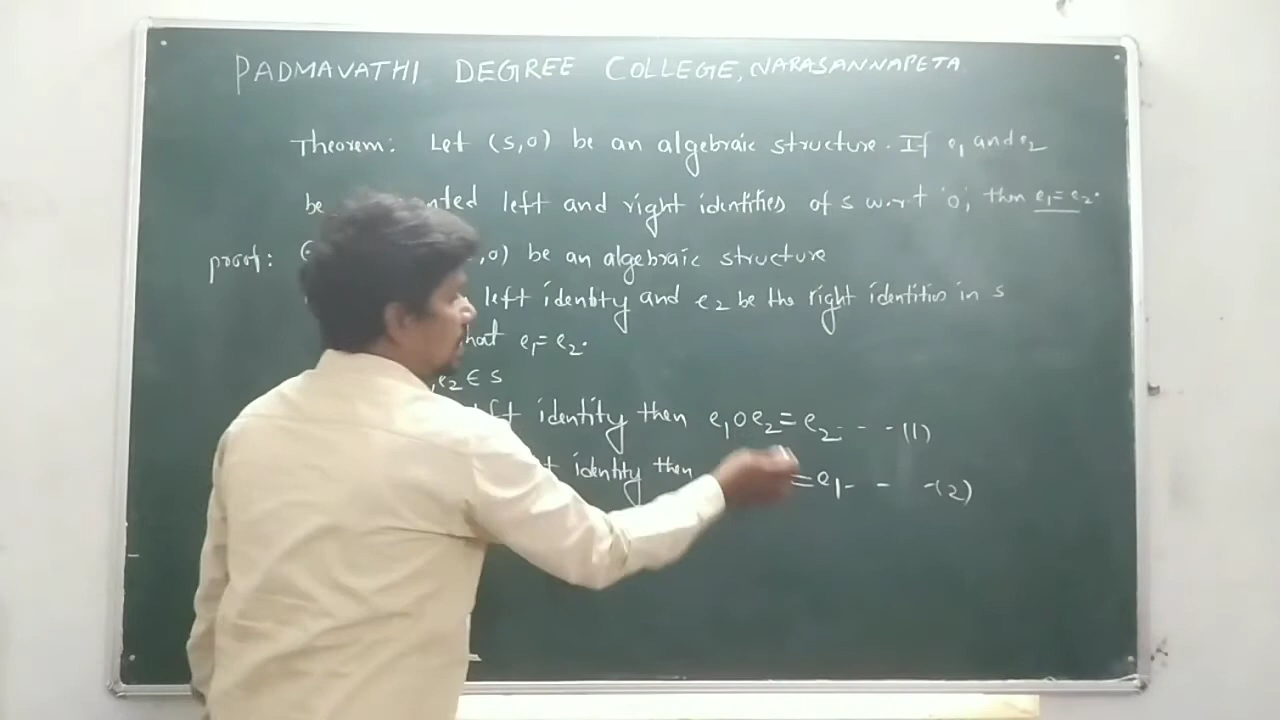 PADMAVATHI DEGREE COLLEGE, NARASANNAPETA
Theorem: Let (S,o) be an algebraic structure. If e1 and e2
be left and right identities of S w.r.t 'o', then e1=e2.
proof: ,o) be an algebraic structure
left identity and e2 be the right identities in S
hat e1=e2.
,e2 ∈ S
ft identity then e1oe2=e2 - - -(1)
t identity then =e1- - -(2)